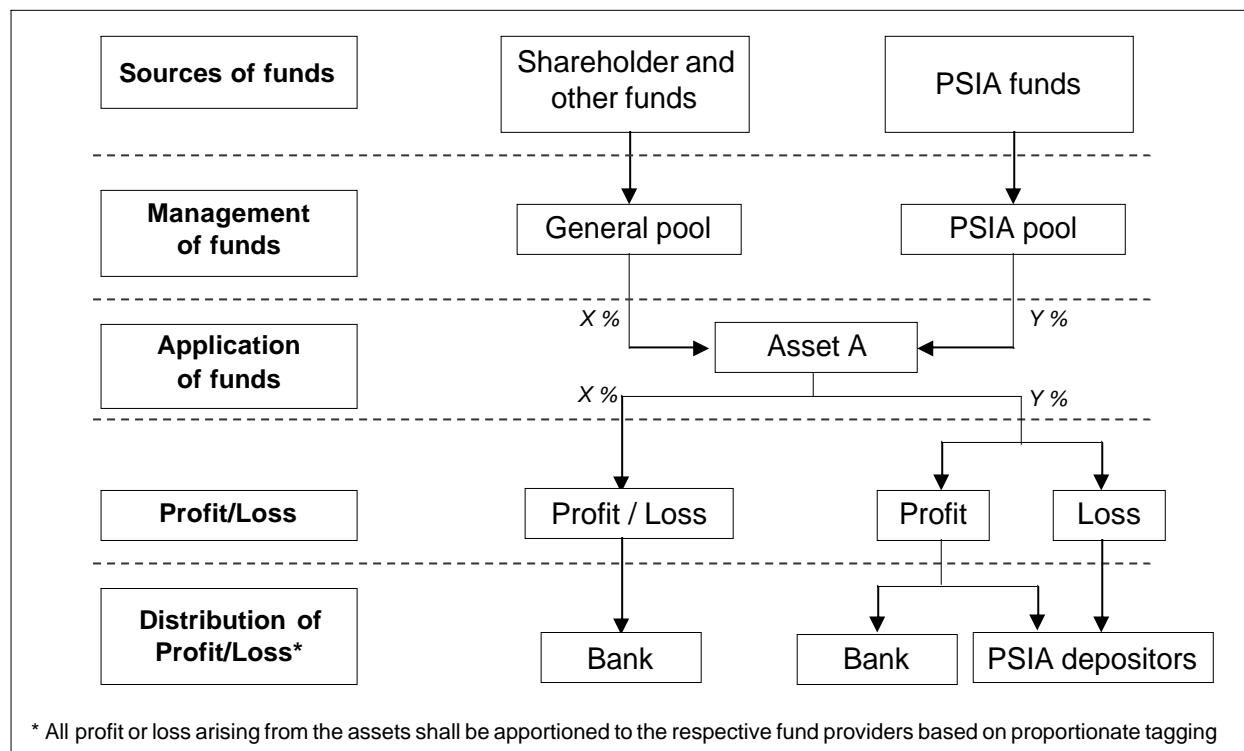 Sources of funds
Shareholder and
other funds
PSIA funds
Management
of funds
General pool
PSIA pool
Application
of funds
X %
Y %
Asset A
X %
Y %
Profit/Loss
Profit / Loss
Profit
Loss
Distribution of
Profit/Loss*
Bank
Bank
PSIA depositors
* All profit or loss arising from the assets shall be apportioned to the respective fund providers based on proportionate tagging